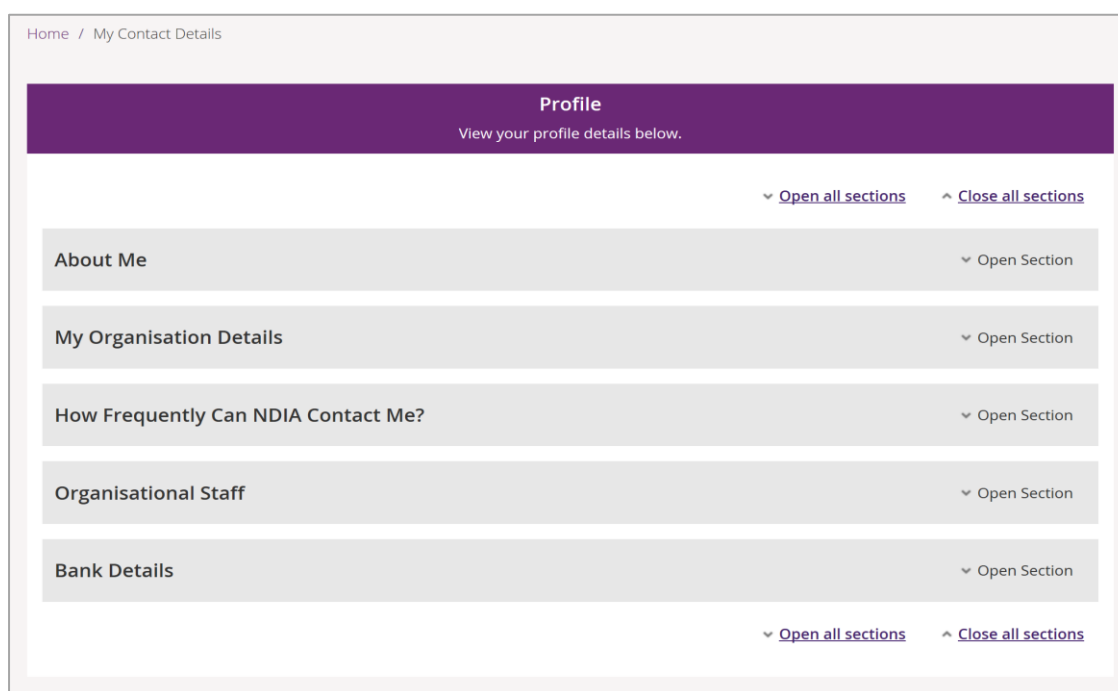 Home / My Contact Details
Profile
View your profile details below.
Open all sections Close all sections
About Me Open Section
My Organisation Details Open Section
How Frequently Can NDIA Contact Me? Open Section
Organisational Staff Open Section
Bank Details Open Section
Open all sections Close all sections